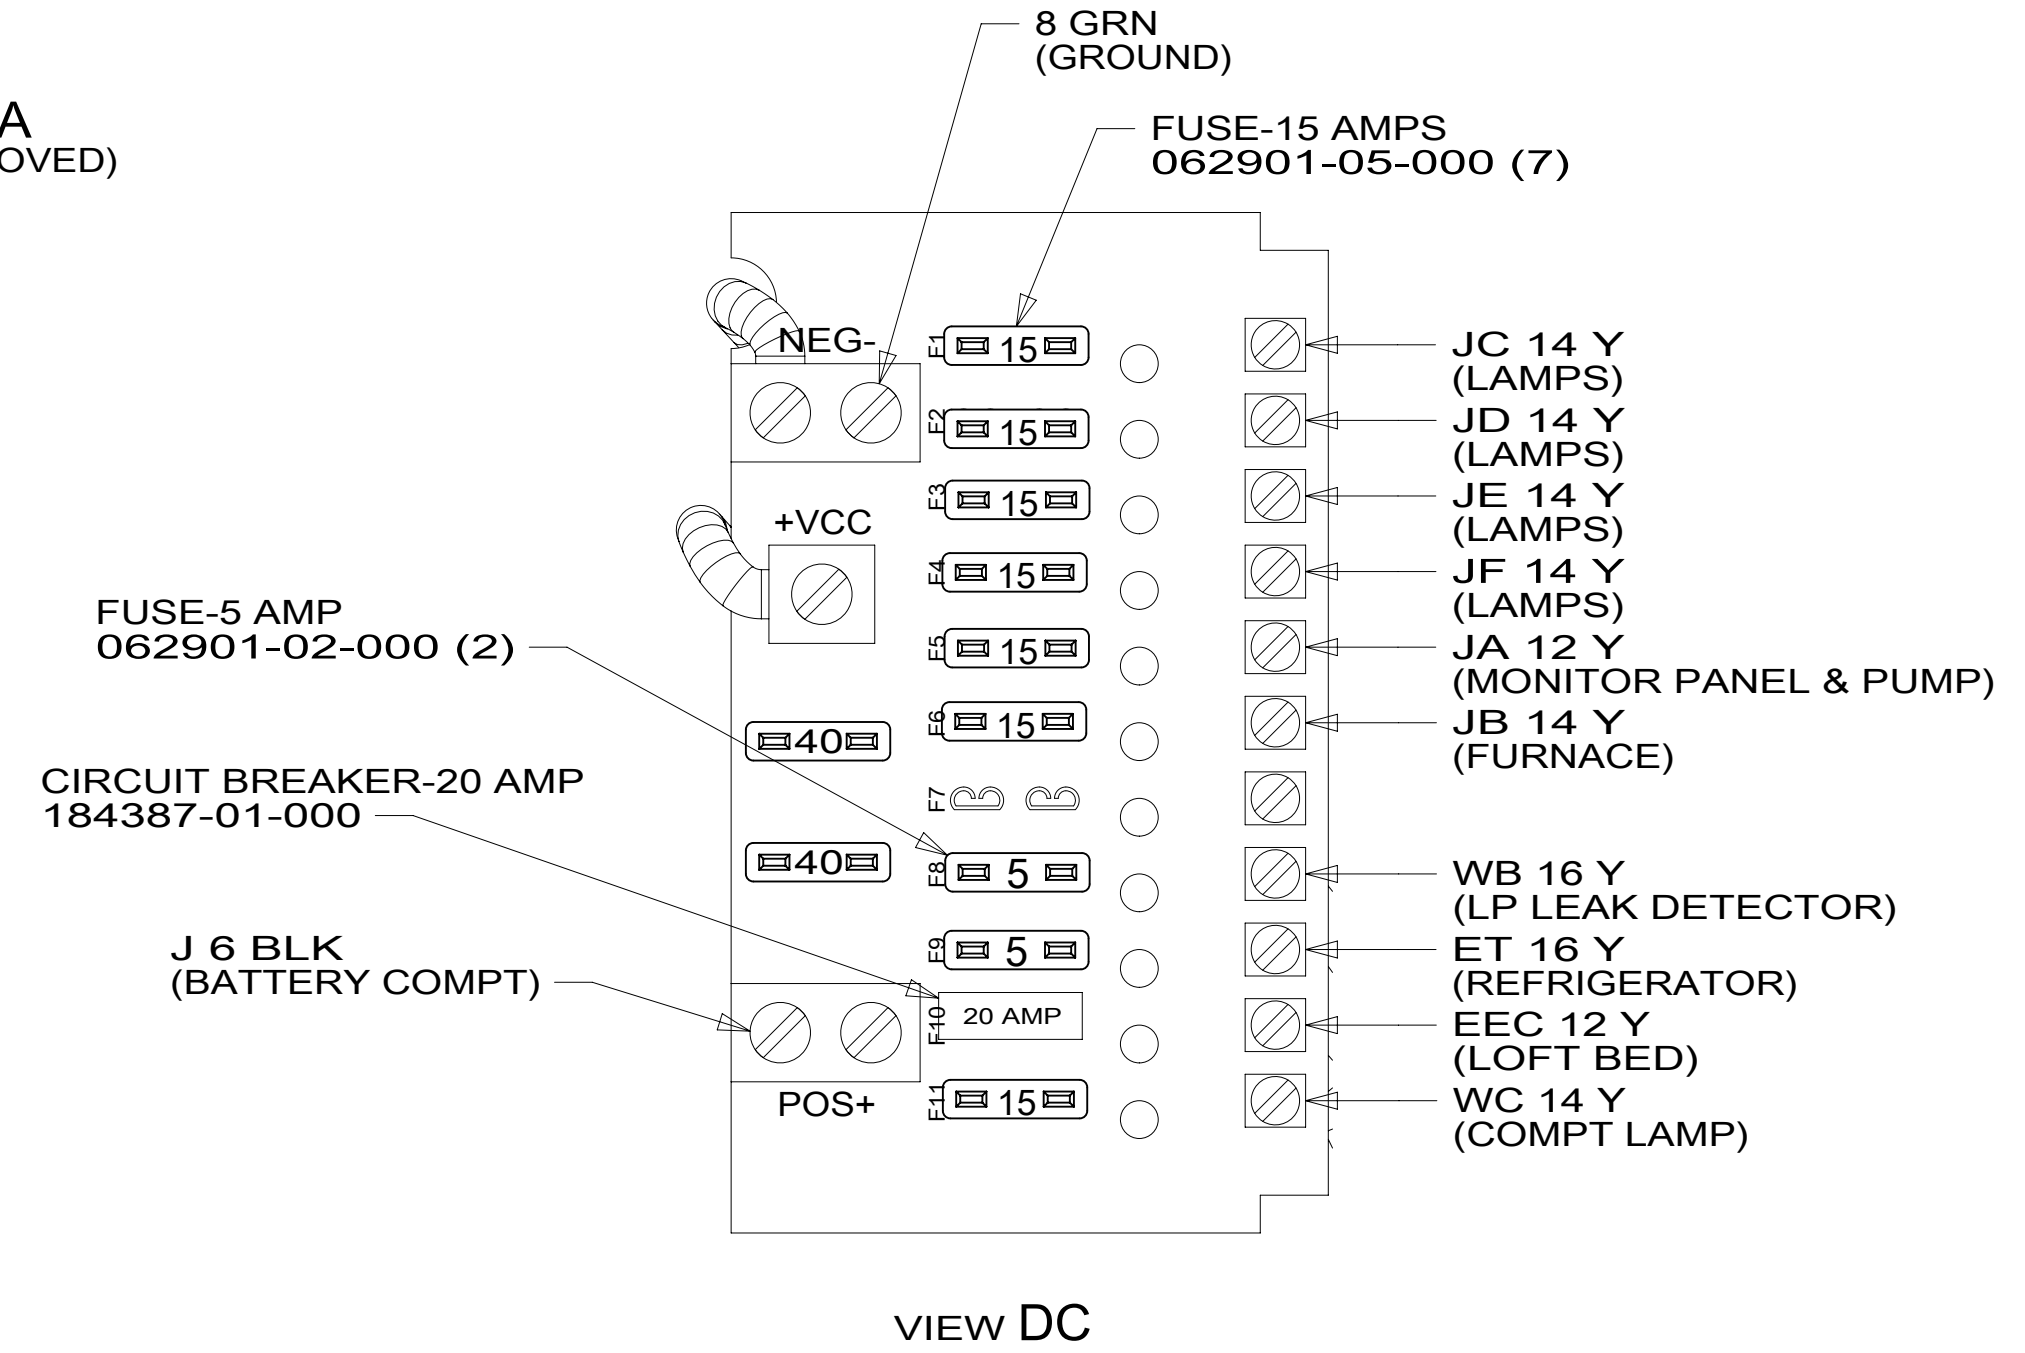 8 GRN
(GROUND)
A
OVED)
FUSE-15 AMPS
062901-05-000 (7)
NEG-
+VCC
FUSE-5 AMP
062901-02-000 (2)
40
CIRCUIT BREAKER-20 AMP
184387-01-000
40
J 6 BLK
(BATTERY COMPT)
POS+
F1 15
F2 15
F3 15
F4 15
F5 15
F6 15
F7
F8 5
F9 5
F10 20 AMP
F11 15
JC 14 Y
(LAMPS)
JD 14 Y
(LAMPS)
JE 14 Y
(LAMPS)
JF 14 Y
(LAMPS)
JA 12 Y
(MONITOR PANEL & PUMP)
JB 14 Y
(FURNACE)
WB 16 Y
(LP LEAK DETECTOR)
ET 16 Y
(REFRIGERATOR)
EEC 12 Y
(LOFT BED)
WC 14 Y
(COMPT LAMP)
VIEW DC